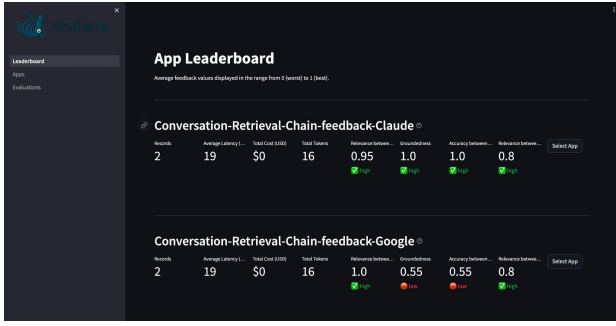 trulens
Leaderboard
Apps
Evaluations
App Leaderboard
Average feedback values displayed in the range from 0 (worst) to 1 (best).
Conversation-Retrieval-Chain-feedback-Claude
Records Average Latency (... Total Cost (USD) Total Tokens Relevance betwee... Groundedness Accuracy between... Relevance betwee...
2 19 $0 16 0.95 1.0 1.0 0.8 Select App
high high high high
Conversation-Retrieval-Chain-feedback-Google
Records Average Latency (... Total Cost (USD) Total Tokens Relevance betwee... Groundedness Accuracy between... Relevance betwee...
2 19 $0 16 1.0 0.55 0.55 0.8 Select App
high low low high